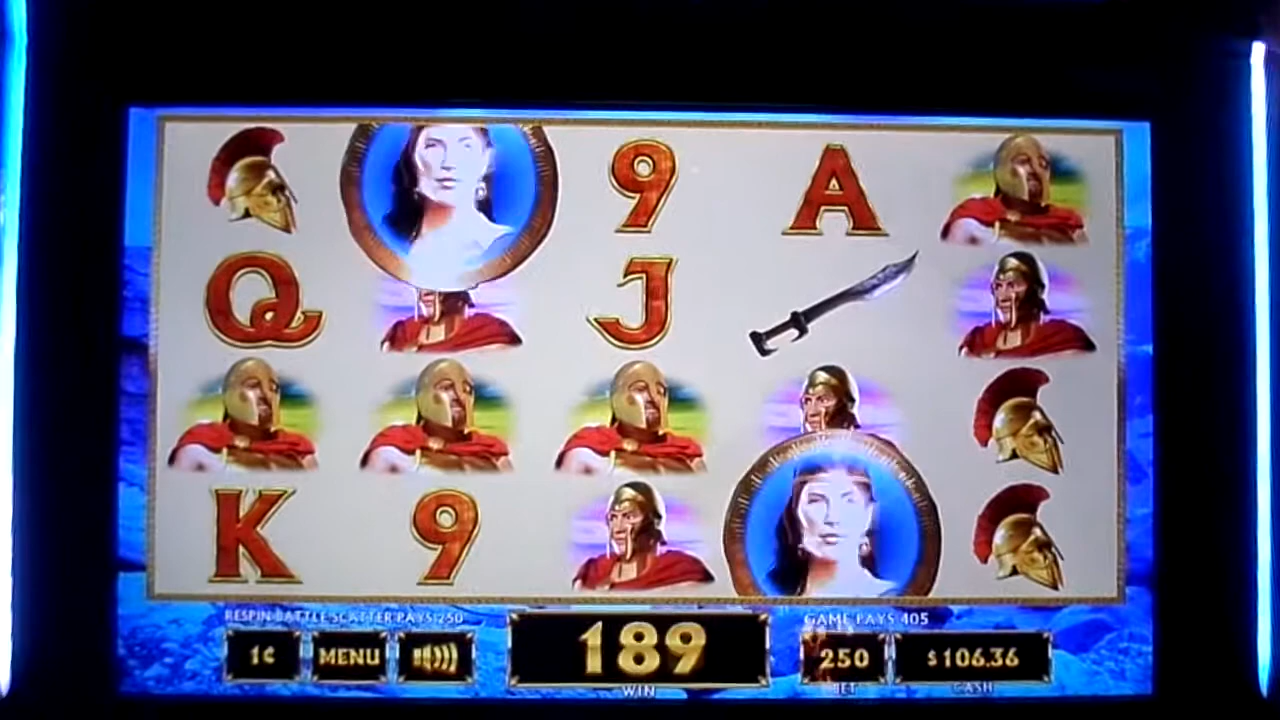 9 A
Q J
K 9
RESPIN BATTLE SCATTER PAYS 250
GAME PAYS 405
1¢ MENU 189 250 $106.36
WIN BET CASH